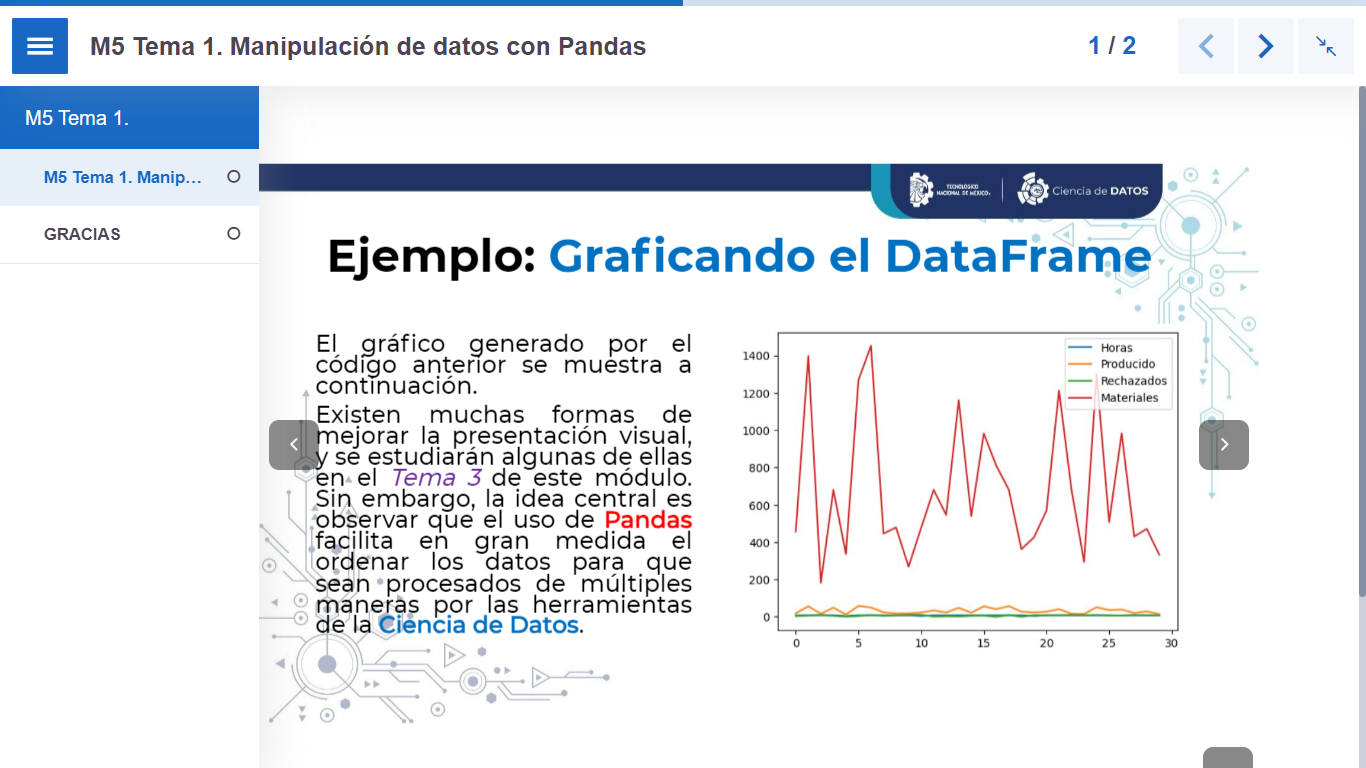 M5 Tema 1. Manipulación de datos con Pandas
1 / 2
M5 Tema 1.
M5 Tema 1. Manip...
GRACIAS
TECNOLÓGICO
NACIONAL DE MÉXICO
Ciencia de DATOS
Ejemplo: Graficando el DataFrame
El gráfico generado por el
código anterior se muestra a
continuación.
Existen muchas formas de
mejorar la presentación visual,
y se estudiarán algunas de ellas
en el Tema 3 de este módulo.
Sin embargo, la idea central es
observar que el uso de Pandas
facilita en gran medida el
ordenar los datos para que
sean procesados de múltiples
maneras por las herramientas
de la Ciencia de Datos.
Horas
Producido
Rechazados
Materiales
1400
1200
1000
800
600
400
200
0
0 5 10 15 20 25 30